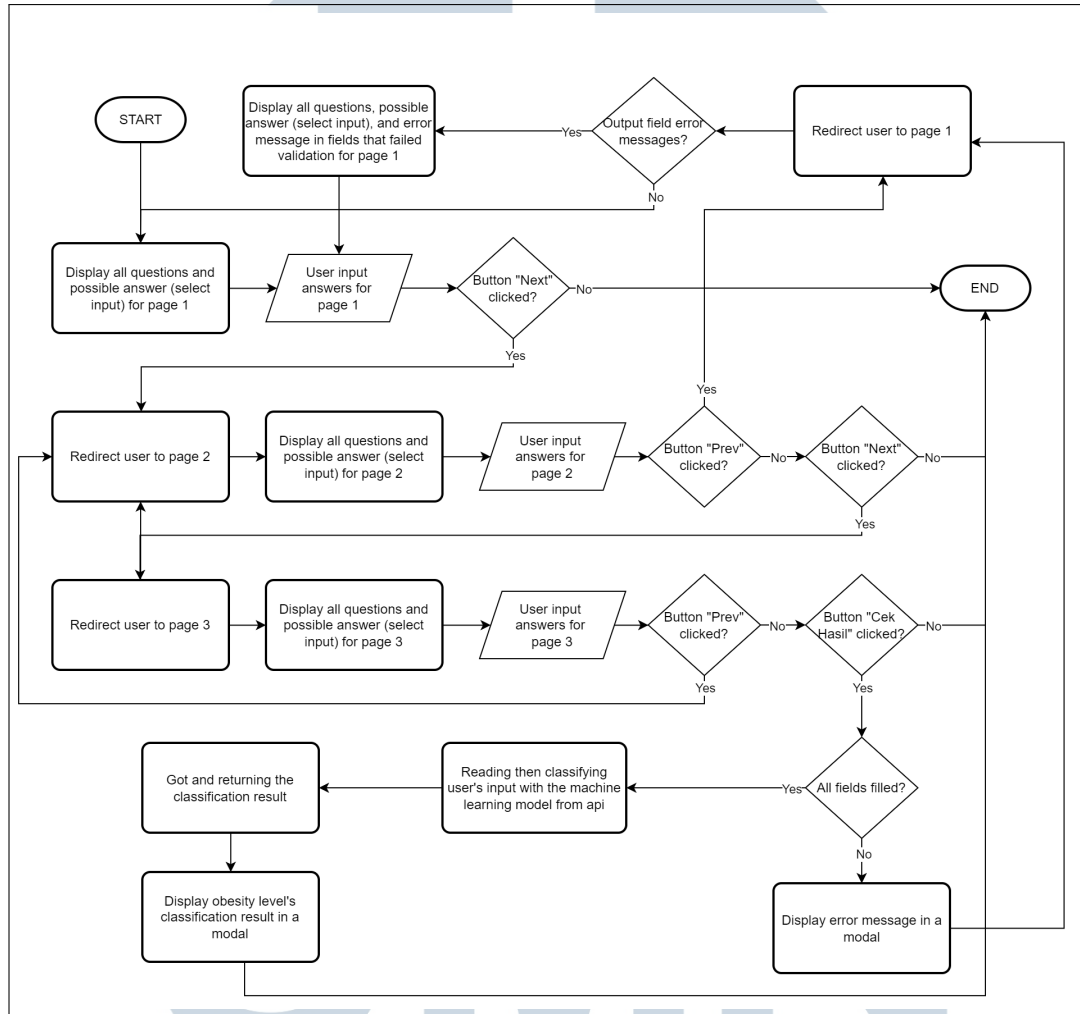 START
Display all questions, possible
answer (select input), and error
message in fields that failed
validation for page 1
Yes
Output field error
messages?
Redirect user to page 1
No
Display all questions and
possible answer (select
input) for page 1
User input
answers for
page 1
Button "Next"
clicked?
No
END
Yes
Yes
Redirect user to page 2
Display all questions and
possible answer (select
input) for page 2
User input
answers for
page 2
Button "Prev"
clicked?
No
Button "Next"
clicked?
No
Yes
Redirect user to page 3
Display all questions and
possible answer (select
input) for page 3
User input
answers for
page 3
Button "Prev"
clicked?
No
Button "Cek
Hasil" clicked?
No
Yes
Yes
Got and returning the
classification result
Reading then classifying
user's input with the machine
learning model from api
Yes
All fields filled?
No
Display obesity level's
classification result in a
modal
Display error message in a
modal